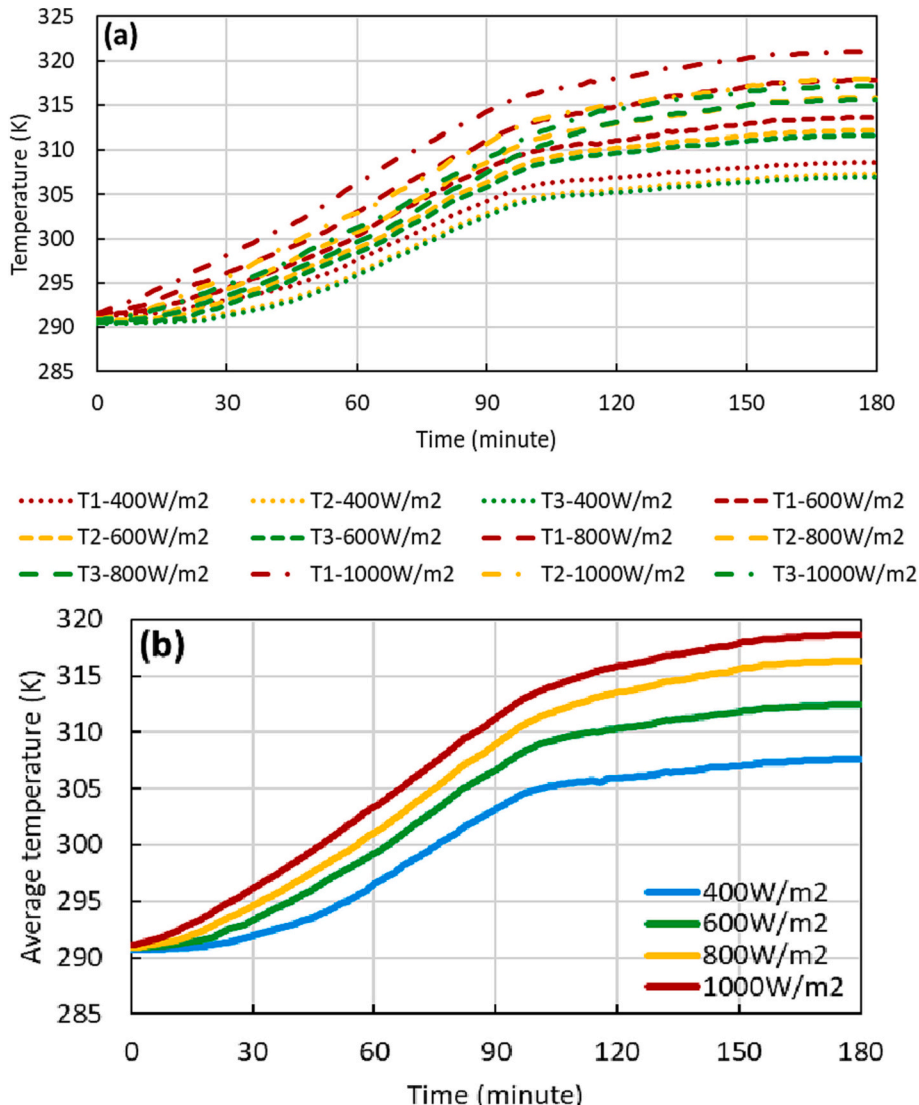 (a)
325
320
315
310
305
300
295
290
285
Temperature (K)
0 30 60 90 120 150 180
Time (minute)
T1-400W/m2 T2-400W/m2 T3-400W/m2 T1-600W/m2
T2-600W/m2 T3-600W/m2 T1-800W/m2 T2-800W/m2
T3-800W/m2 T1-1000W/m2 T2-1000W/m2 T3-1000W/m2
(b)
320
315
310
305
300
295
290
285
Average temperature (K)
400W/m2
600W/m2
800W/m2
1000W/m2
0 30 60 90 120 150 180
Time (minute)